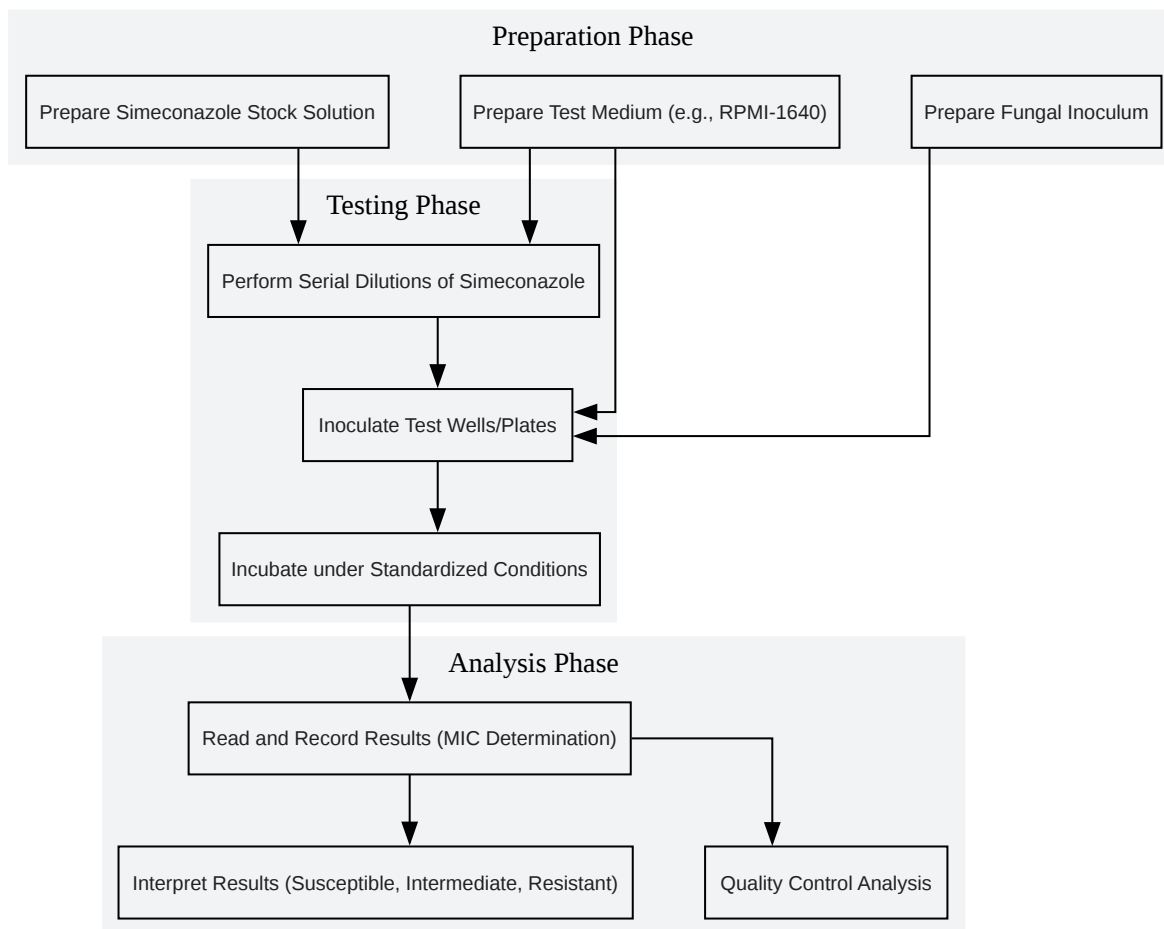 Preparation Phase
Prepare Simeconazole Stock Solution
Prepare Test Medium (e.g., RPMI-1640)
Prepare Fungal Inoculum
Testing Phase
Perform Serial Dilutions of Simeconazole
Inoculate Test Wells/Plates
Incubate under Standardized Conditions
Analysis Phase
Read and Record Results (MIC Determination)
Interpret Results (Susceptible, Intermediate, Resistant)
Quality Control Analysis